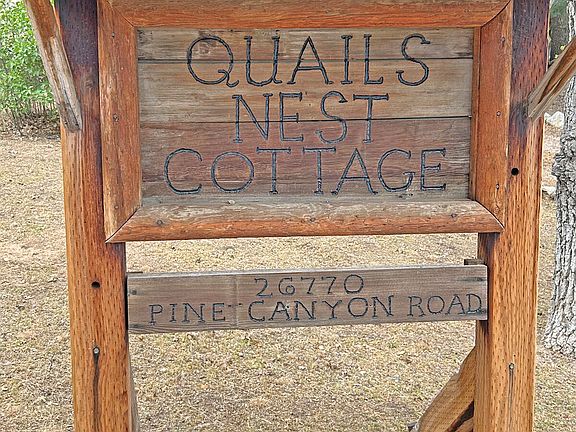 QUAILS
NEST
COTTAGE
26770
PINE CANYON ROAD